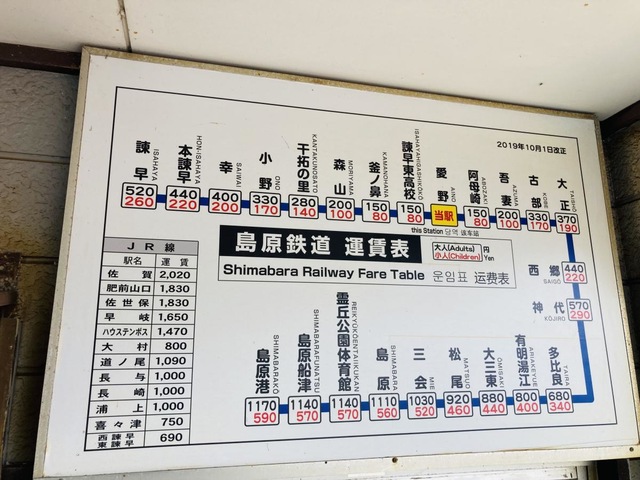 2019年10月1日改正
諫早 ISAHAYA 520 260
本諫早 HON-ISAHAYA 440 220
幸 SAIWAI 400 200
小野 ONO 330 170
干拓の里 KANTAKUNOSATO 280 140
森山 MORIYAMA 200 100
釜ノ鼻 KAMANOHANA 150 80
諫早東高校 ISAHAYAHIGASHIKOKO 150 80
愛野 AINO 当駅
this Station 당역 该车站
阿母崎 ABOZAKI 150 80
吾妻 AZUMA 200 100
古部 KOBE 330 170
大正 TAISHO 370 190
西郷 SAIGO 440 220
神代 KOJIRO 570 290
島原鉄道 運賃表
Shimabara Railway Fare Table
大人(Adults) 円
小人(Children) Yen
운임표 运费表
JR線
駅名 運賃
佐賀 2,020
肥前山口 1,830
佐世保 1,830
早岐 1,650
ハウステンボス 1,470
大村 800
道ノ尾 1,090
長与 1,000
長崎 1,000
浦上 1,000
喜々津 750
西諫早
東諫早 690
島原港 SHIMABARAKO 1170 590
島原船津 SHIMABARAFUNATSU 1140 570
霊丘公園体育館 REIKYUKOENTAIIKUKAN 1140 570
島原 SHIMABARA 1110 560
三会 MIE 1030 520
松尾 MATSUO 920 460
大三東 OMISAKI 880 440
有明湯江 ARIAKEYUE 800 400
多比良 TAIRA 680 340